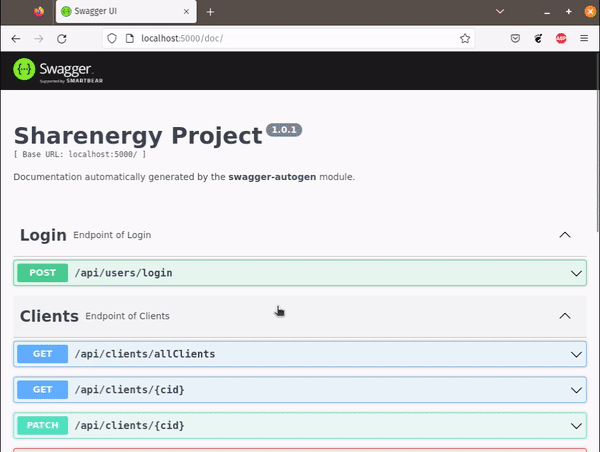 Swagger UI
localhost:5000/doc/
ABP
Swagger
Supported by SMARTBEAR
Sharenergy Project 1.0.1
[ Base URL: localhost:5000/ ]
Documentation automatically generated by the swagger-autogen module.
Login Endpoint of Login
POST /api/users/login
Clients Endpoint of Clients
GET /api/clients/allClients
GET /api/clients/{cid}
PATCH /api/clients/{cid}